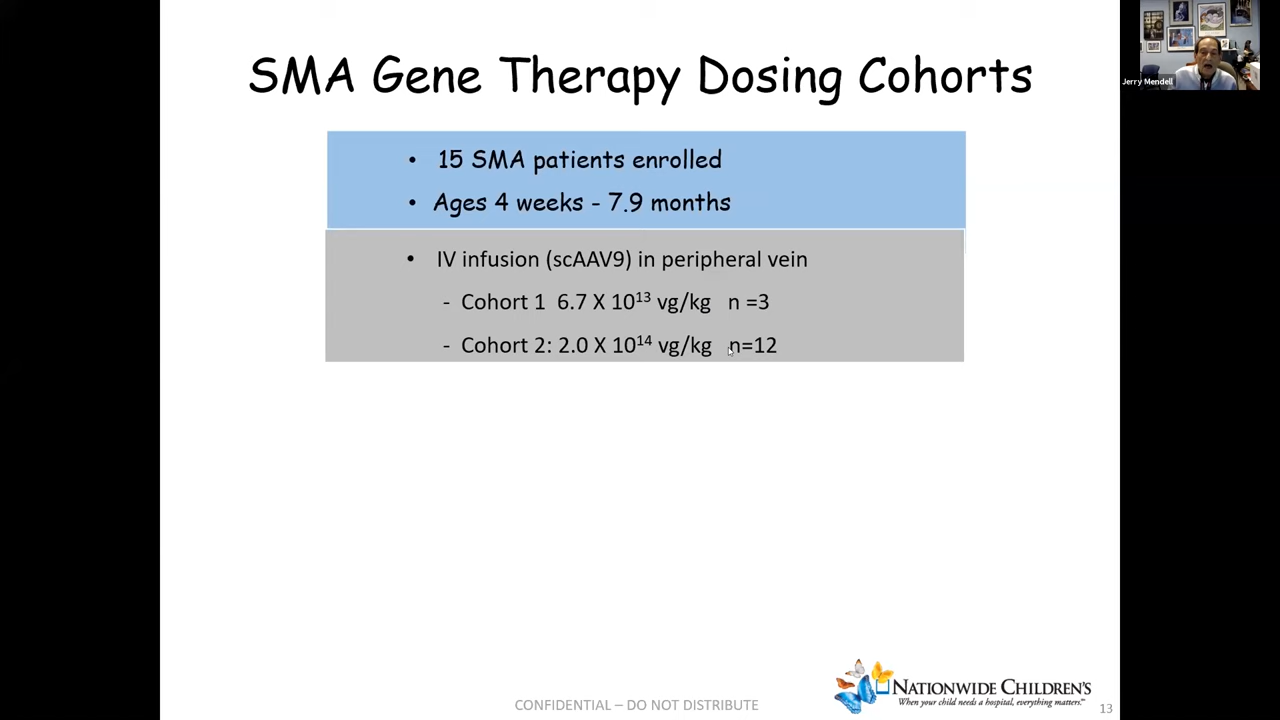 SMA Gene Therapy Dosing Cohorts
• 15 SMA patients enrolled
• Ages 4 weeks - 7.9 months
• IV infusion (scAAV9) in peripheral vein
- Cohort 1 6.7 X 10¹³ vg/kg n =3
- Cohort 2: 2.0 X 10¹⁴ vg/kg n=12
Jerry Mendell
CONFIDENTIAL – DO NOT DISTRIBUTE
NATIONWIDE CHILDREN'S
When your child needs a hospital, everything matters.℠
13